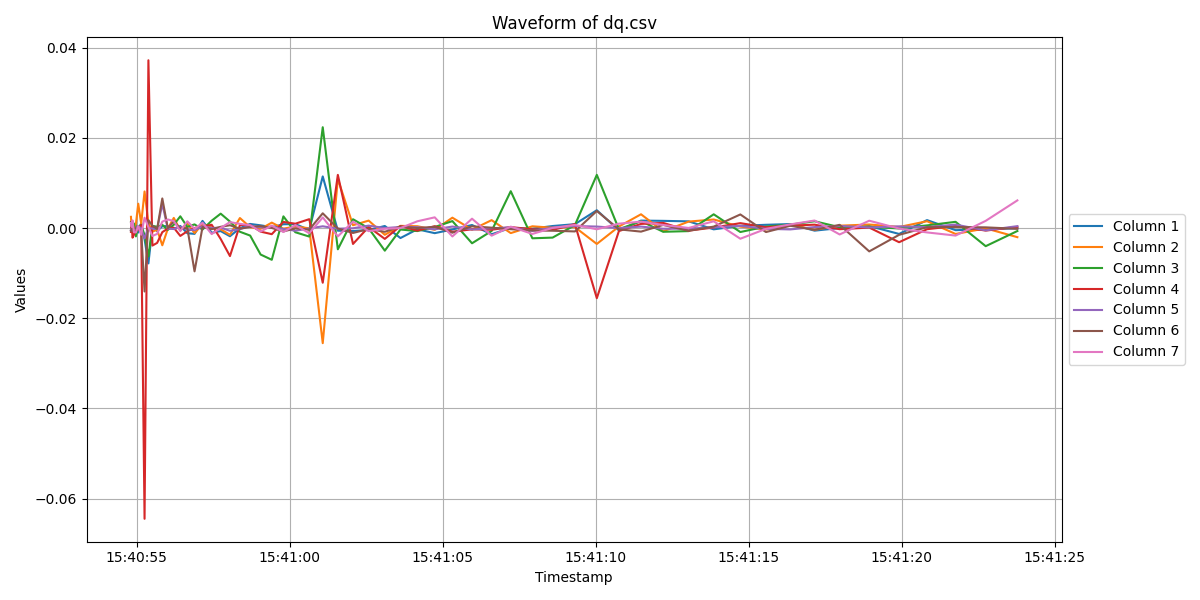 Waveform of dq.csv
Values
0.04
0.02
0.00
−0.02
−0.04
−0.06
15:40:55 15:41:00 15:41:05 15:41:10 15:41:15 15:41:20 15:41:25
Timestamp
Column 1
Column 2
Column 3
Column 4
Column 5
Column 6
Column 7